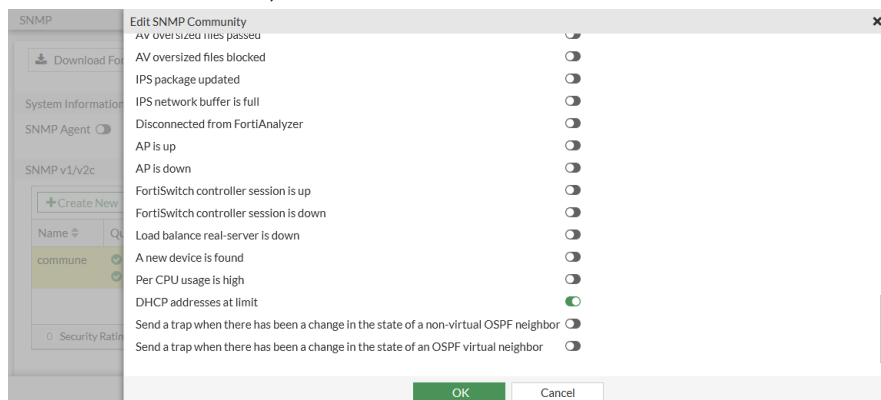 SNMP
Edit SNMP Community
AV oversized files passed
Download For
AV oversized files blocked
IPS package updated
System Information
IPS network buffer is full
SNMP Agent
Disconnected from FortiAnalyzer
AP is up
SNMP v1/v2c
AP is down
FortiSwitch controller session is up
Create New
FortiSwitch controller session is down
Name
Qu
Load balance real-server is down
commune
A new device is found
Per CPU usage is high
DHCP addresses at limit
Send a trap when there has been a change in the state of a non-virtual OSPF neighbor
0 Security Ratin
Send a trap when there has been a change in the state of an OSPF virtual neighbor
OK
Cancel